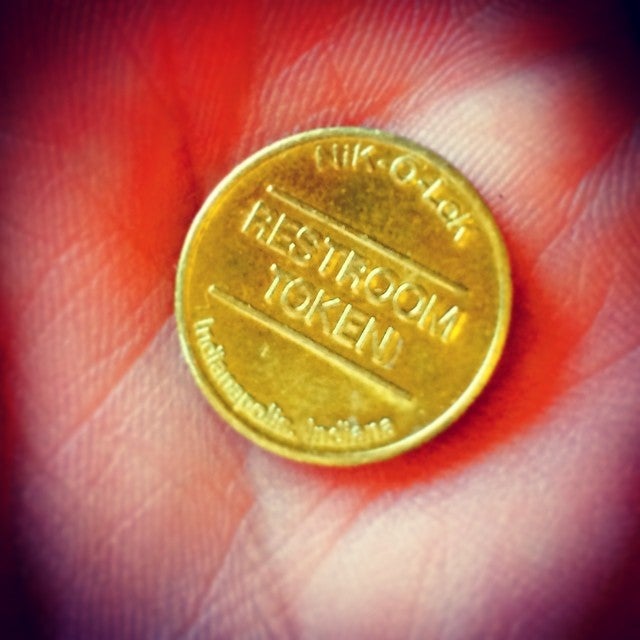 NiK-O-Lok
RESTROOM
TOKEN
Indianapolis, Indiana